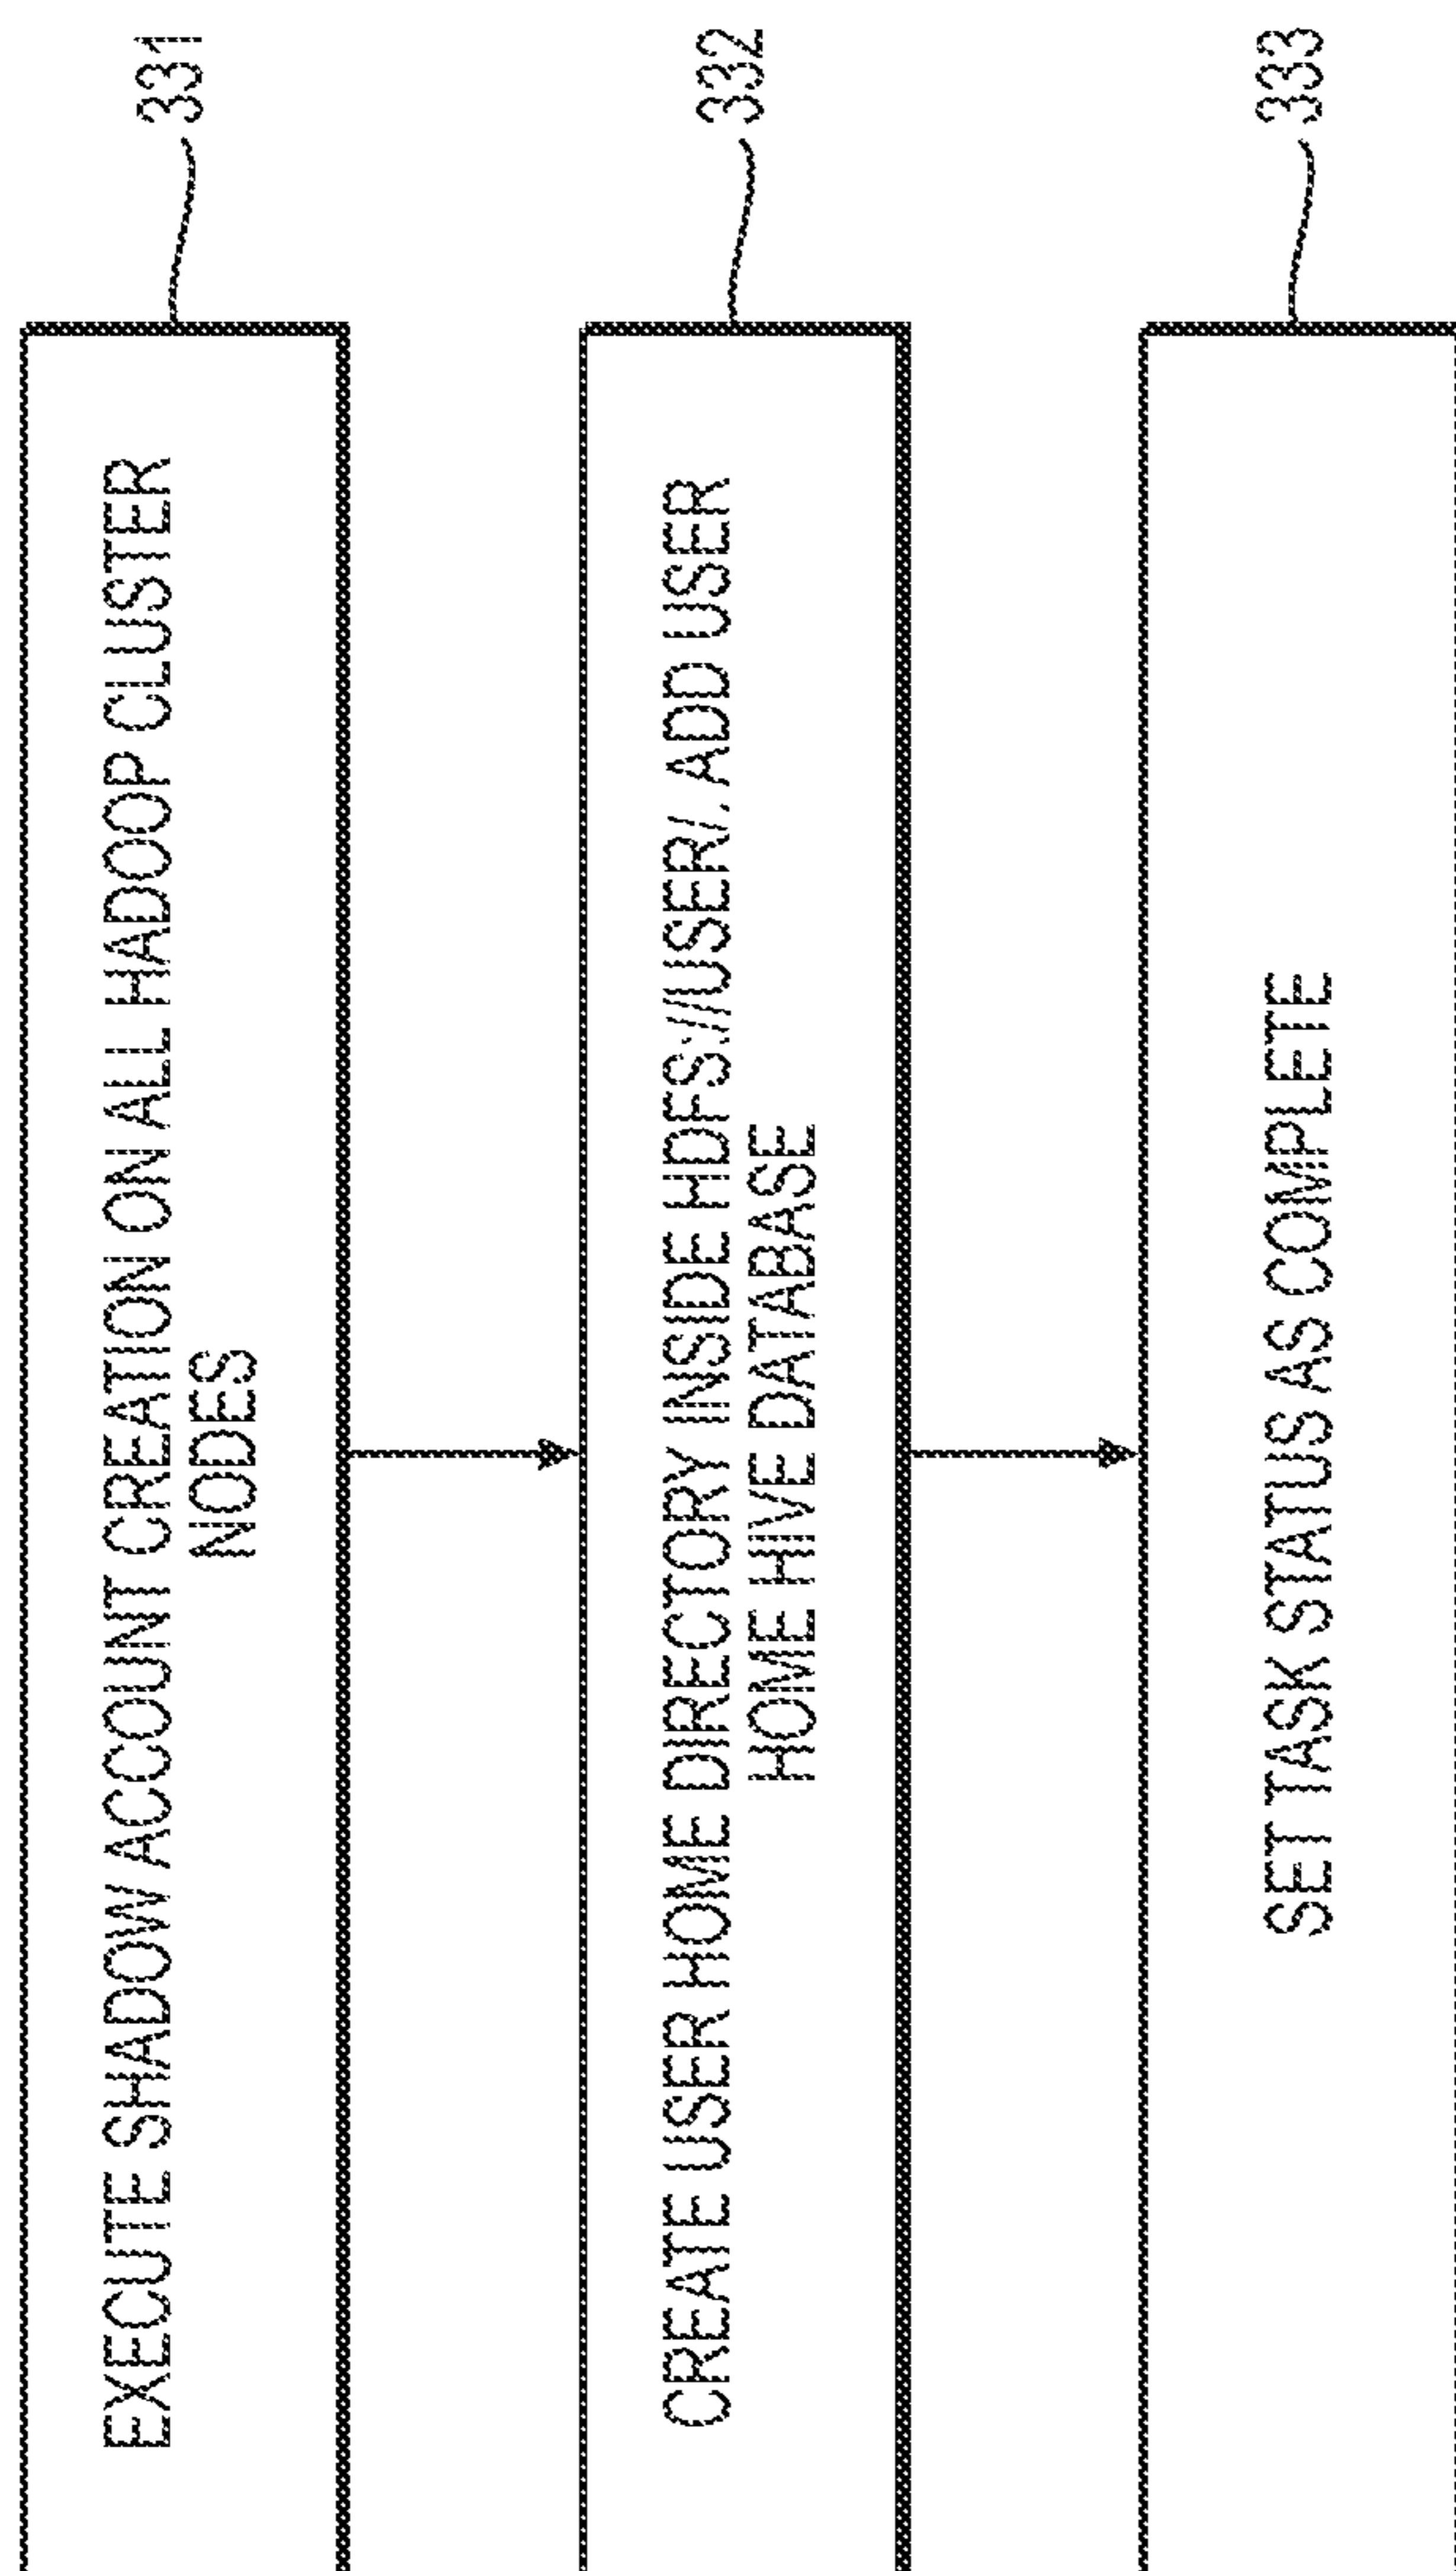 EXECUTE SHADOW ACCOUNT CREATION ON ALL HADOOP CLUSTER
NODES
331
CREATE USER HOME DIRECTORY INSIDE HDFS://USER/. ADD USER
HOME HIVE DATABASE
332
SET TASK STATUS AS COMPLETE
333